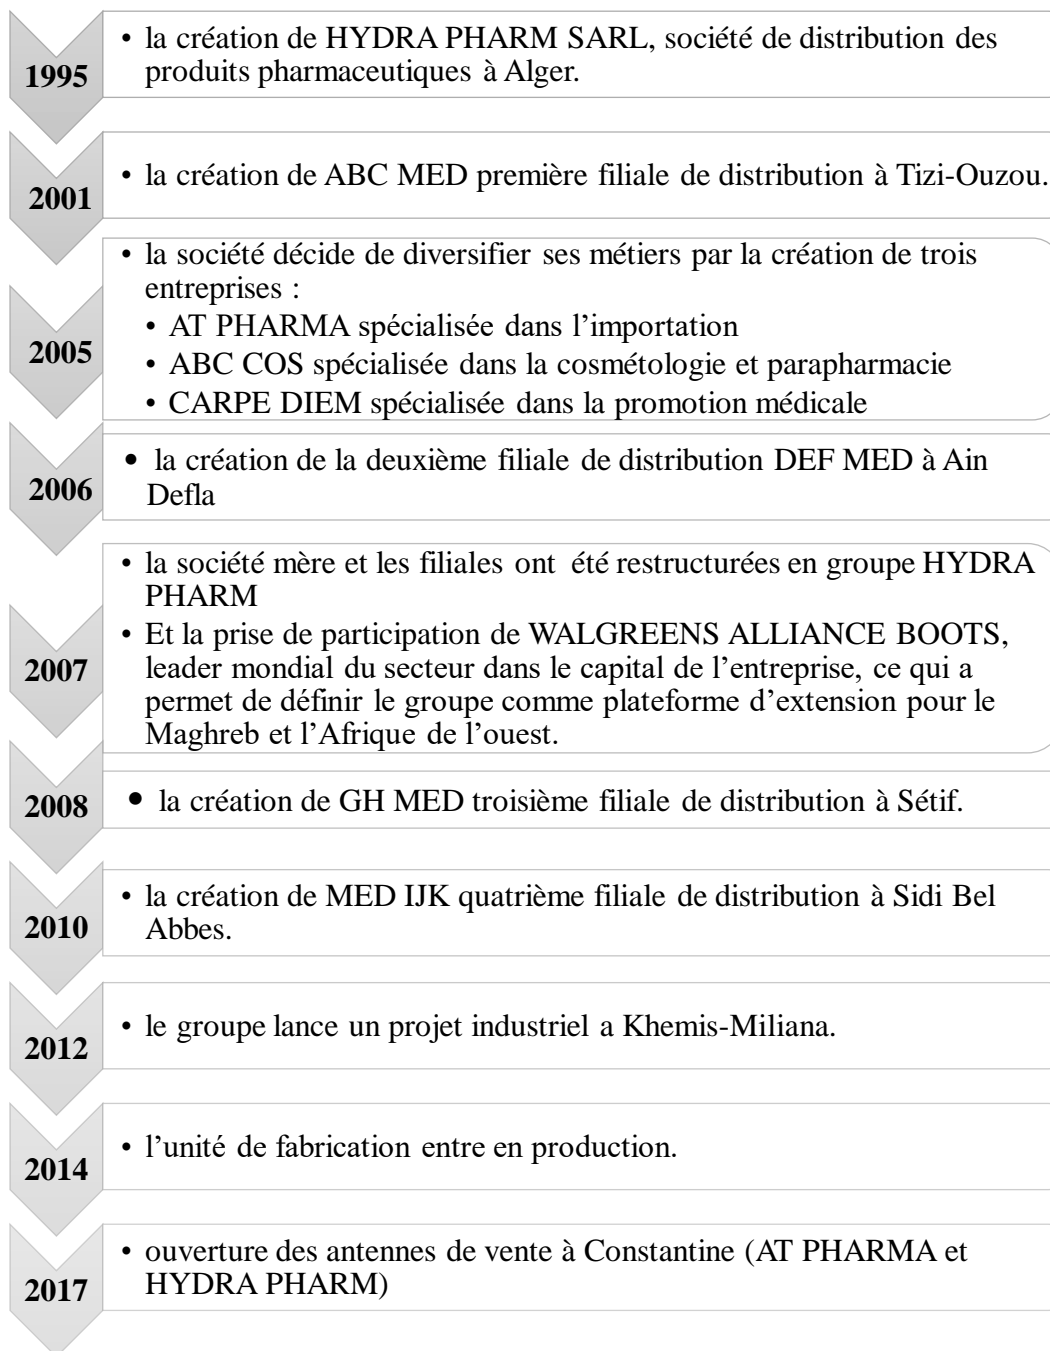 1995
• la création de HYDRA PHARM SARL, société de distribution des
produits pharmaceutiques à Alger.
2001
• la création de ABC MED première filiale de distribution à Tizi-Ouzou.
2005
• la société décide de diversifier ses métiers par la création de trois
entreprises :
• AT PHARMA spécialisée dans l’importation
• ABC COS spécialisée dans la cosmétologie et parapharmacie
• CARPE DIEM spécialisée dans la promotion médicale
2006
• la création de la deuxième filiale de distribution DEF MED à Ain
Defla
2007
• la société mère et les filiales ont été restructurées en groupe HYDRA
PHARM
• Et la prise de participation de WALGREENS ALLIANCE BOOTS,
leader mondial du secteur dans le capital de l’entreprise, ce qui a
permet de définir le groupe comme plateforme d’extension pour le
Maghreb et l’Afrique de l’ouest.
2008
• la création de GH MED troisième filiale de distribution à Sétif.
2010
• la création de MED IJK quatrième filiale de distribution à Sidi Bel
Abbes.
2012
• le groupe lance un projet industriel a Khemis-Miliana.
2014
• l’unité de fabrication entre en production.
2017
• ouverture des antennes de vente à Constantine (AT PHARMA et
HYDRA PHARM)